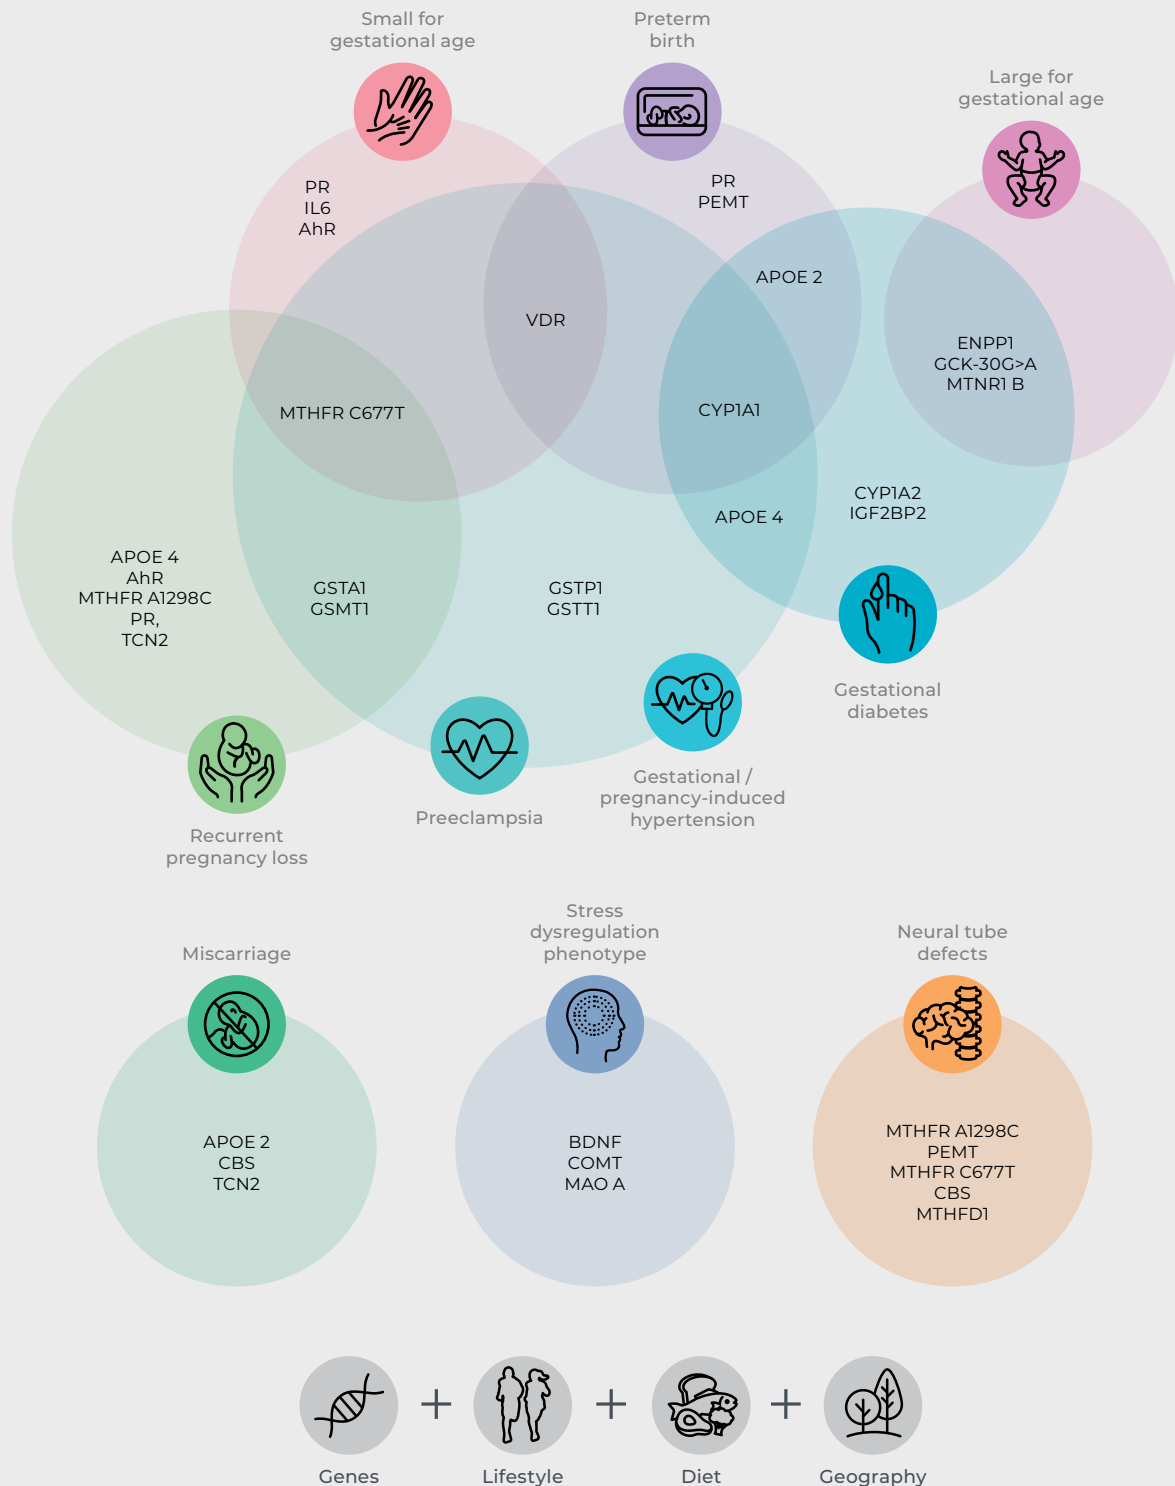 Small for
gestational age
Preterm
birth
Large for
gestational age
PR
IL6
AhR
PR
PEMT
APOE 2
VDR
ENPP1
GCK-30G>A
MTNR1 B
MTHFR C677T
CYP1A1
CYP1A2
IGF2BP2
APOE 4
APOE 4
AhR
MTHFR A1298C
PR,
TCN2
GSTA1
GSMT1
GSTP1
GSTT1
Gestational
diabetes
Gestational /
pregnancy-induced
hypertension
Preeclampsia
Recurrent
pregnancy loss
Miscarriage
Stress
dysregulation
phenotype
Neural tube
defects
APOE 2
CBS
TCN2
BDNF
COMT
MAO A
MTHFR A1298C
PEMT
MTHFR C677T
CBS
MTHFD1
+ + +
Genes
Lifestyle
Diet
Geography